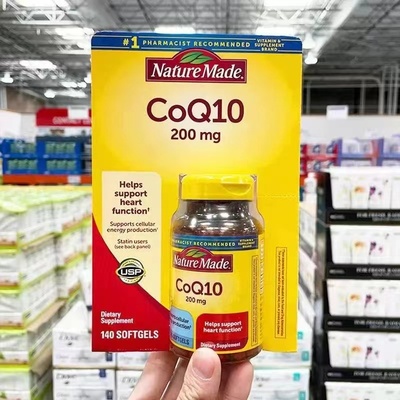 #1 PHARMACIST RECOMMENDED VITAMIN & SUPPLEMENT BRAND
Nature Made®
CoQ10
200 mg
Helps support
heart
function†
Supports cellular
energy production†
Statin users
(see back panel)
USP
Dietary
Supplement
140 SOFTGELS
PHARMACIST RECOMMENDED
Nature Made®
CoQ10
200 mg
Helps support
heart function†
Dietary Supplement